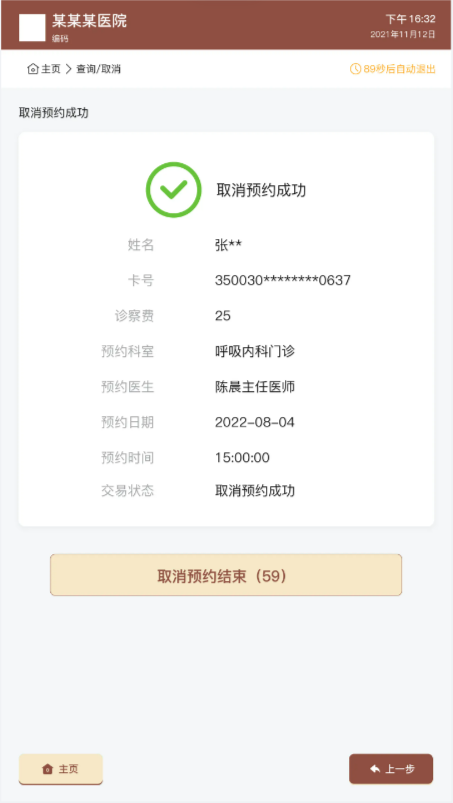 某某某医院
编码
下午 16:32
2021年11月12日
主页 > 查询/取消
89秒后自动退出
取消预约成功
取消预约成功
姓名 张**
卡号 350030********0637
诊察费 25
预约科室 呼吸内科门诊
预约医生 陈晨主任医师
预约日期 2022-08-04
预约时间 15:00:00
交易状态 取消预约成功
取消预约结束（59）
主页
上一步